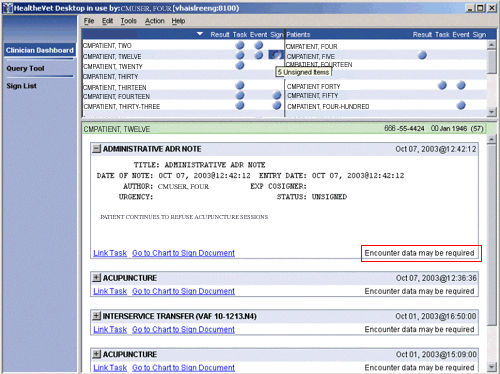 HealtheVet Desktop in use by: CMUSER, FOUR (vhaisIreeng:8100)
File Edit Tools Action Help
Clinician Dashboard
Query Tool
Sign List
Result Task Event Sign Patients Result Task Event Sign
CMPATIENT, TWO CMPATIENT, FOUR
CMPATIENT, TWELVE CMPATIENT, FIVE
CMPATIENT, TWENTY CMPATIENT, FOURTEEN
5 Unsigned Items
CMPATIENT, THIRTY
CMPATIENT, THIRTEEN CMPATIENT FORTY
CMPATIENT, FOURTEEN CMPATIENT, FIFTY
CMPATIENT, THIRTY-THREE CMPATIENT, FOUR-HUNDRED
CMPATIENT, TWELVE 666 -55-4424 00 Jan 1946 (57)
ADMINISTRATIVE ADR NOTE Oct 07, 2003@12:42:12
TITLE: ADMINISTRATIVE ADR NOTE
DATE OF NOTE: OCT 07, 2003@12:42:12 ENTRY DATE: OCT 07, 2003@12:42:12
AUTHOR: CMUSER, FOUR EXP COSIGNER:
URGENCY: STATUS: UNSIGNED
PATIENT CONTINUES TO REFUSE ACUPUNCTURE SESSIONS
Link Task Go to Chart to Sign Document Encounter data may be required
ACUPUNCTURE Oct 07, 2003@12:36:36
Link Task Go to Chart to Sign Document Encounter data may be required
INTERSERVICE TRANSFER (VAF 10-1213.N4) Oct 01, 2003@16:50:00
Link Task Go to Chart to Sign Document Encounter data may be required
ACUPUNCTURE Oct 01, 2003@15:09:00
Link Task Go to Chart to Sign Document Encounter data may be required